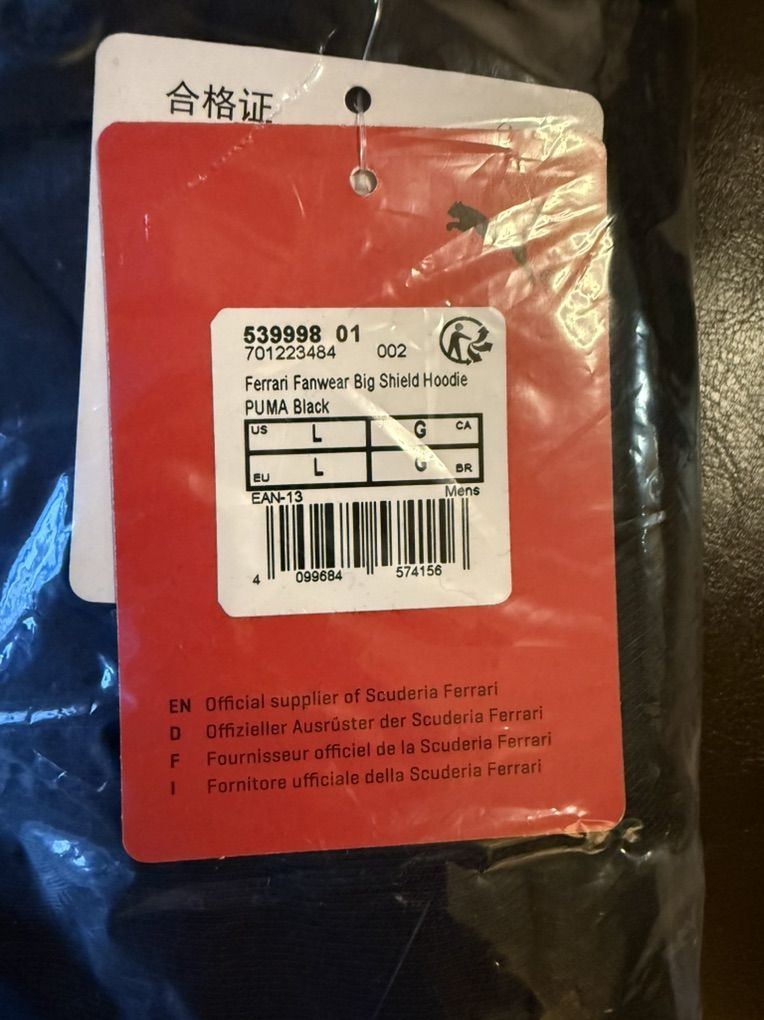 合格证
539998 01
701223484 002
Ferrari Fanwear Big Shield Hoodie
PUMA Black
US L G CA
EU L G BR
EAN-13 Mens
4 099684 574156
EN Official supplier of Scuderia Ferrari
D Offizieller Ausrüster der Scuderia Ferrari
F Fournisseur officiel de la Scuderia Ferrari
I Fornitore ufficiale della Scuderia Ferrari